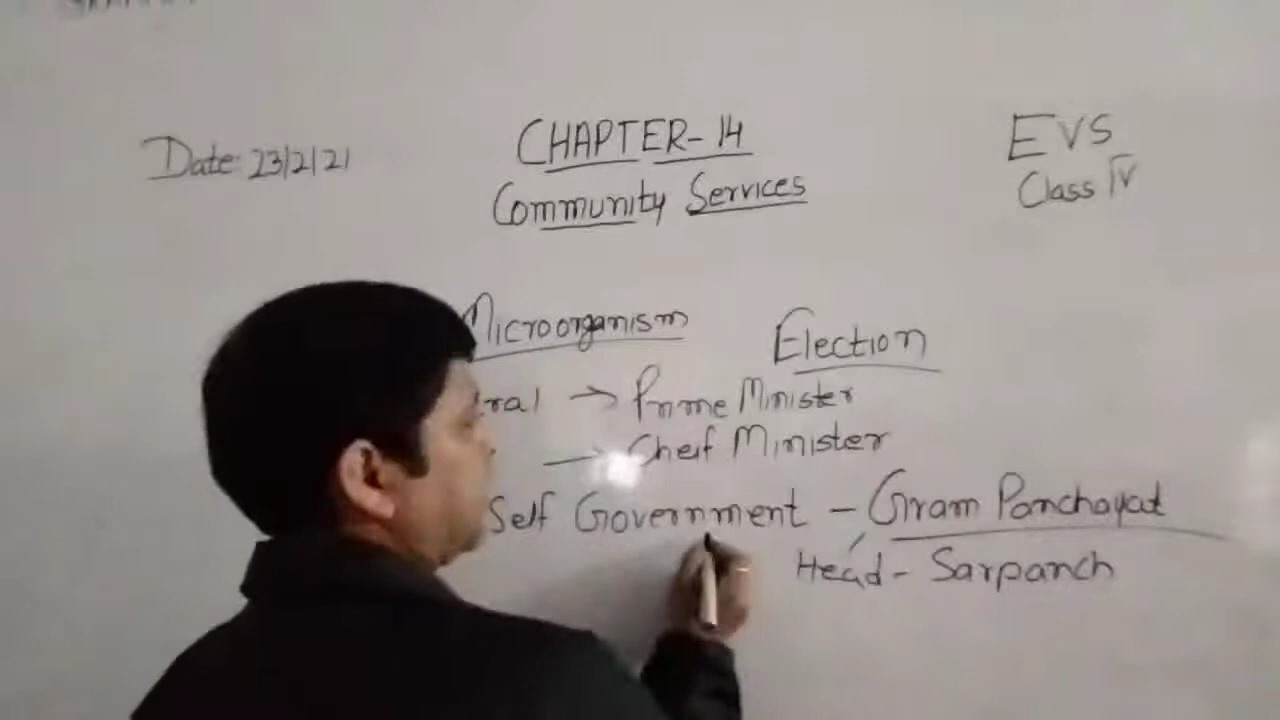 Date: 23/2/21
CHAPTER-14
Community Services
EVS
Class IV
Microorganism
Election
→ Prime Minister
→ Cheif Minister
Self Government - Gram Panchayat
Head - Sarpanch